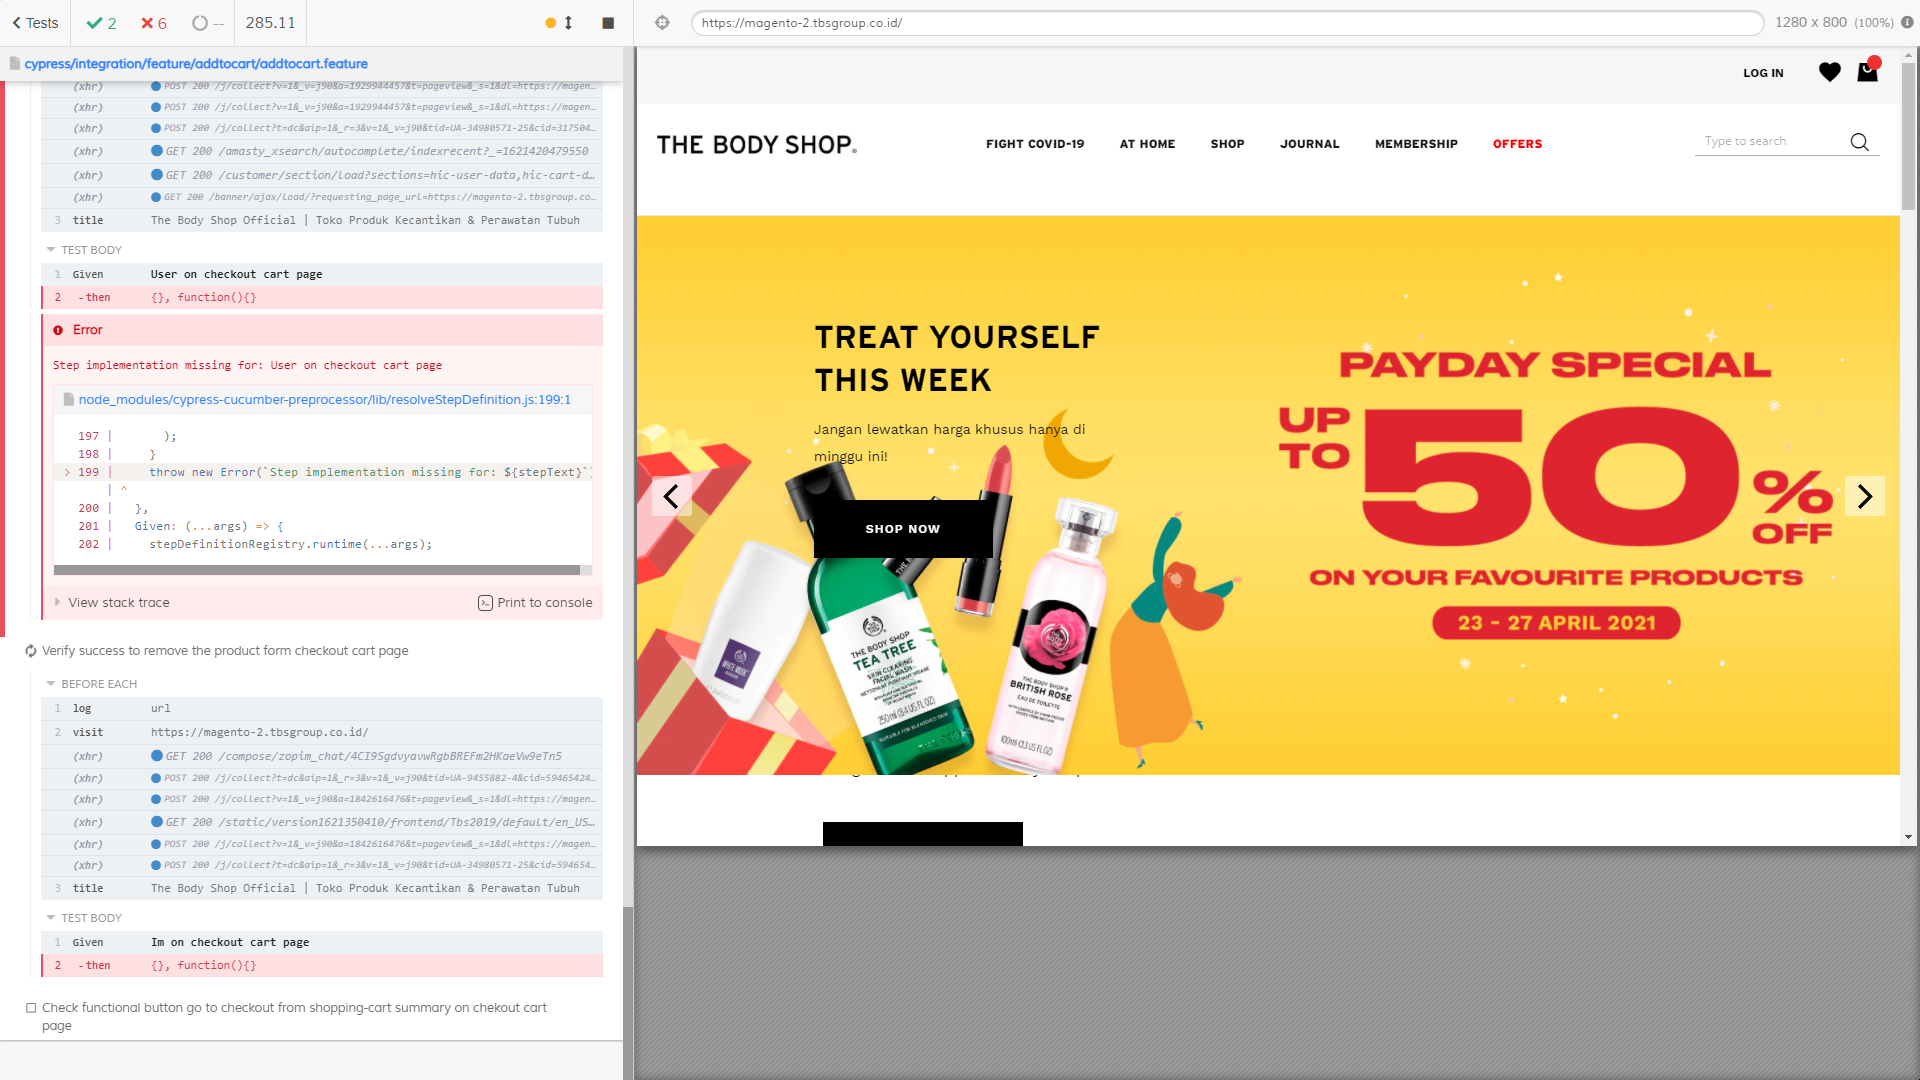 Tests
2
6
--
285.11
https://magento-2.tbsgroup.co.id/
1280 x 800 (100%)
cypress/integration/feature/addtocart/addtocart.feature
(xhr) POST 200 /j/collect?v=1&_v=j90&a=1929944457&t=pageview&_s=1&dl=https://magen...
(xhr) POST 200 /j/collect?v=1&_v=j90&a=1929944457&t=pageview&_s=1&dl=https://magen...
(xhr) POST 200 /j/collect?t=dc&aip=1&_r=3&v=1&_v=j90&tid=UA-34980571-25&cid=317504...
(xhr) GET 200 /amasty_xsearch/autocomplete/indexrecent?_=1621420479550
(xhr) GET 200 /customer/section/load?sections=hic-user-data,hic-cart-d...
(xhr) GET 200 /banner/ajax/load/?requesting_page_url=https://magento-2.tbsgroup.co...
3 title The Body Shop Official | Toko Produk Kecantikan & Perawatan Tubuh
TEST BODY
1 Given User on checkout cart page
2 -then {}, function(){}
Error
Step implementation missing for: User on checkout cart page
node_modules/cypress-cucumber-preprocessor/lib/resolveStepDefinition.js:199:1
197 | );
198 | }
> 199 | throw new Error(`Step implementation missing for: ${stepText}`)
| ^
200 | },
201 | Given: (...args) => {
202 | stepDefinitionRegistry.runtime(...args);
View stack trace
Print to console
Verify success to remove the product form checkout cart page
BEFORE EACH
1 log url
2 visit https://magento-2.tbsgroup.co.id/
(xhr) GET 200 /compose/zopim_chat/4CI9SgdvyavwRgbBREFm2HKaeVw9eTn5
(xhr) POST 200 /j/collect?t=dc&aip=1&_r=3&v=1&_v=j90&tid=UA-9455882-4&cid=59465424...
(xhr) POST 200 /j/collect?v=1&_v=j90&a=1842616476&t=pageview&_s=1&dl=https://magen...
(xhr) GET 200 /static/version1621350410/frontend/Tbs2019/default/en_US...
(xhr) POST 200 /j/collect?v=1&_v=j90&a=1842616476&t=pageview&_s=1&dl=https://magen...
(xhr) POST 200 /j/collect?t=dc&aip=1&_r=3&v=1&_v=j90&tid=UA-34980571-25&cid=594654...
3 title The Body Shop Official | Toko Produk Kecantikan & Perawatan Tubuh
TEST BODY
1 Given Im on checkout cart page
2 -then {}, function(){}
Check functional button go to checkout from shopping-cart summary on chekout cart
page
LOG IN
THE BODY SHOP.
FIGHT COVID-19 AT HOME SHOP JOURNAL MEMBERSHIP OFFERS
Type to search
TREAT YOURSELF
THIS WEEK
Jangan lewatkan harga khusus hanya di
minggu ini!
SHOP NOW
PAYDAY SPECIAL
UP
TO
50
%
OFF
ON YOUR FAVOURITE PRODUCTS
23 - 27 APRIL 2021
WHITE MUSK
THE BODY SHOP
TEA TREE
SKIN CLEARING
FACIAL WASH
250ml (8.4 US FL OZ)
SUITABLE FOR BLEMISHED SKIN
THE BODY SHOP
BRITISH ROSE
EAU DE TOILETTE
100ml (3.3 US FL OZ)